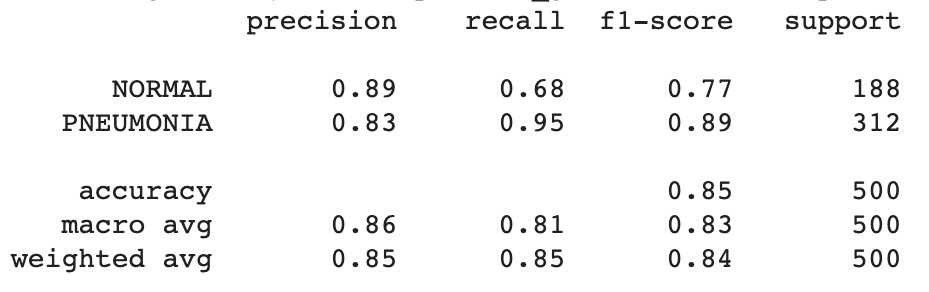 precision recall f1-score support
NORMAL 0.89 0.68 0.77 188
PNEUMONIA 0.83 0.95 0.89 312
accuracy 0.85 500
macro avg 0.86 0.81 0.83 500
weighted avg 0.85 0.85 0.84 500